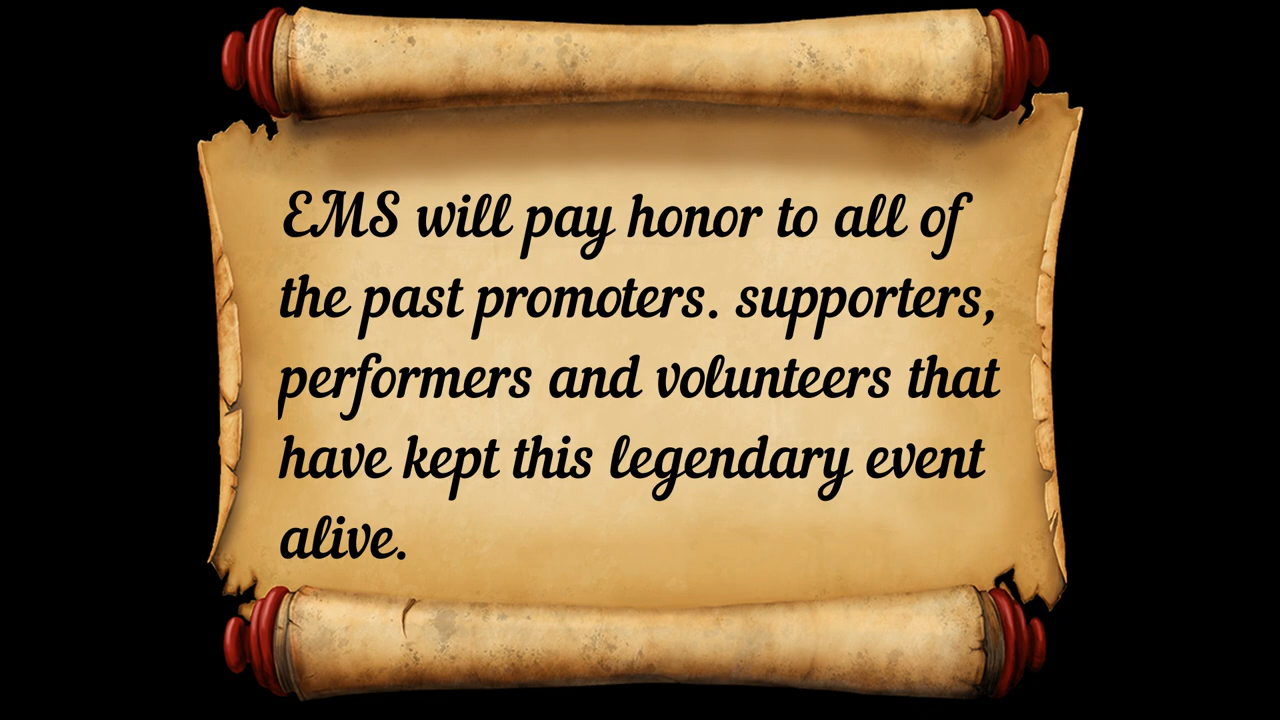 EMS will pay honor to all of
the past promoters. supporters,
performers and volunteers that
have kept this legendary event
alive.